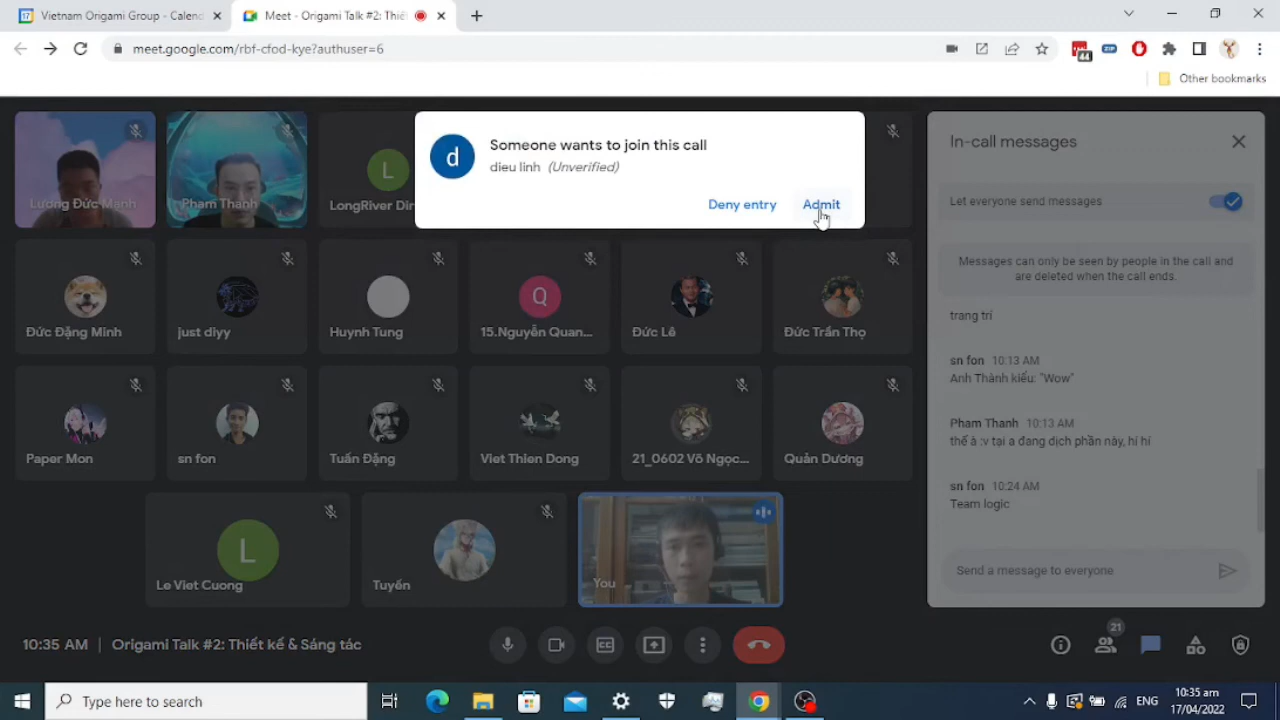 Vietnam Origami Group - Calend
Meet - Origami Talk #2: Thiết
meet.google.com/rbf-cfod-kye?authuser=6
44
ZIP
Other bookmarks
Someone wants to join this call
d
dieu linh (Unverified)
Deny entry
Admit
Lương Đức Mạnh
Pham Thanh
L
LongRiver Din
Đức Đặng Minh
just diyy
Huynh Tung
Q
15.Nguyễn Quan...
Đức Lê
Đức Trần Thọ
Paper Mon
sn fon
Tuấn Đặng
Viet Thien Dong
21_0602 Võ Ngọc...
Quản Dương
L
Le Viet Cuong
Tuyền
You
In-call messages
Let everyone send messages
Messages can only be seen by people in the call and
are deleted when the call ends.
trang trí
sn fon 10:13 AM
Anh Thành kiểu: "Wow"
Pham Thanh 10:13 AM
thế à :v tại a đang dịch phần này, hí hí
sn fon 10:24 AM
Team logic
Send a message to everyone
10:35 AM | Origami Talk #2: Thiết kế & Sáng tác
CC
21
Type here to search
ENG
10:35 am
17/04/2022